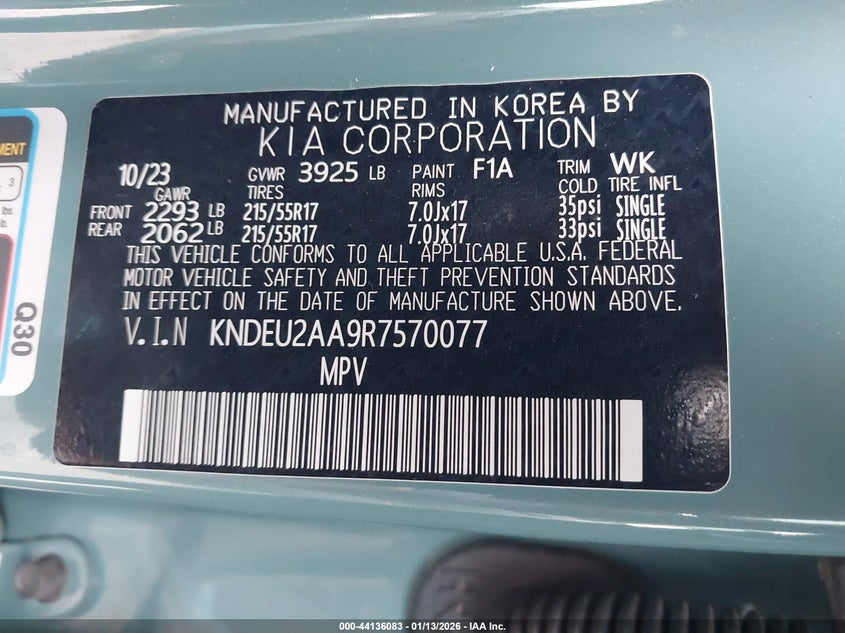 MANUFACTURED IN KOREA BY
KIA CORPORATION
10/23 GVWR 3925 LB PAINT F1A TRIM WK
GAWR TIRES RIMS COLD TIRE INFL
FRONT 2293 LB 215/55R17 7.0Jx17 35psi SINGLE
REAR 2062 LB 215/55R17 7.0Jx17 33psi SINGLE
THIS VEHICLE CONFORMS TO ALL APPLICABLE U.S.A. FEDERAL
MOTOR VEHICLE SAFETY AND THEFT PREVENTION STANDARDS
IN EFFECT ON THE DATE OF MANUFACTURE SHOWN ABOVE.
V.I.N KNDEU2AA9R7570077
MPV
MENT
3
lbs.
Q30
000-44136083 - 01/13/2026 - IAA Inc.